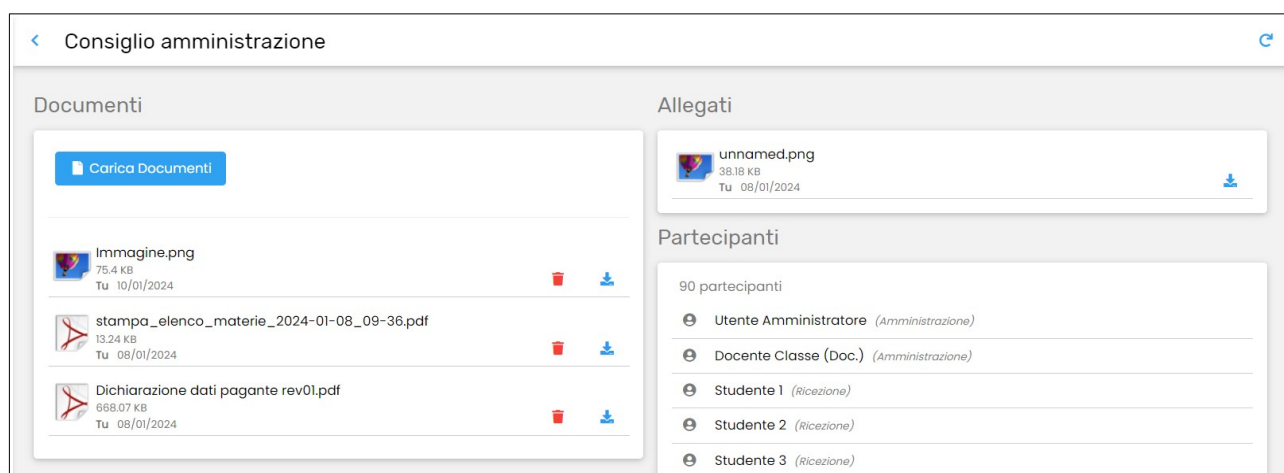 Consiglio amministrazione
Documenti
Carica Documenti
Immagine.png
75.4 KB
Tu 10/01/2024
stampa_elenco_materie_2024-01-08_09-36.pdf
13.24 KB
Tu 08/01/2024
Dichiarazione dati pagante rev01.pdf
668.07 KB
Tu 08/01/2024
Allegati
unnamed.png
38.18 KB
Tu 08/01/2024
Partecipanti
90 partecipanti
Utente Amministratore (Amministrazione)
Docente Classe (Doc.) (Amministrazione)
Studente 1 (Ricezione)
Studente 2 (Ricezione)
Studente 3 (Ricezione)